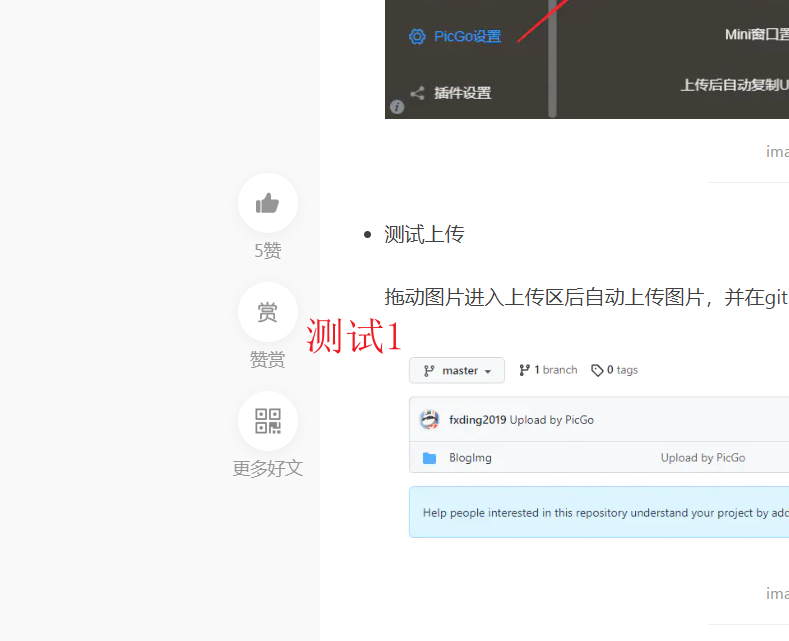 PicGo设置
Mini窗口置
插件设置
上传后自动复制U
ima
5赞
测试上传
赏
拖动图片进入上传区后自动上传图片，并在git
测试1
赞赏
master
1 branch
0 tags
fxding2019 Upload by PicGo
BlogImg
Upload by PicGo
更多好文
Help people interested in this repository understand your project by add
ima